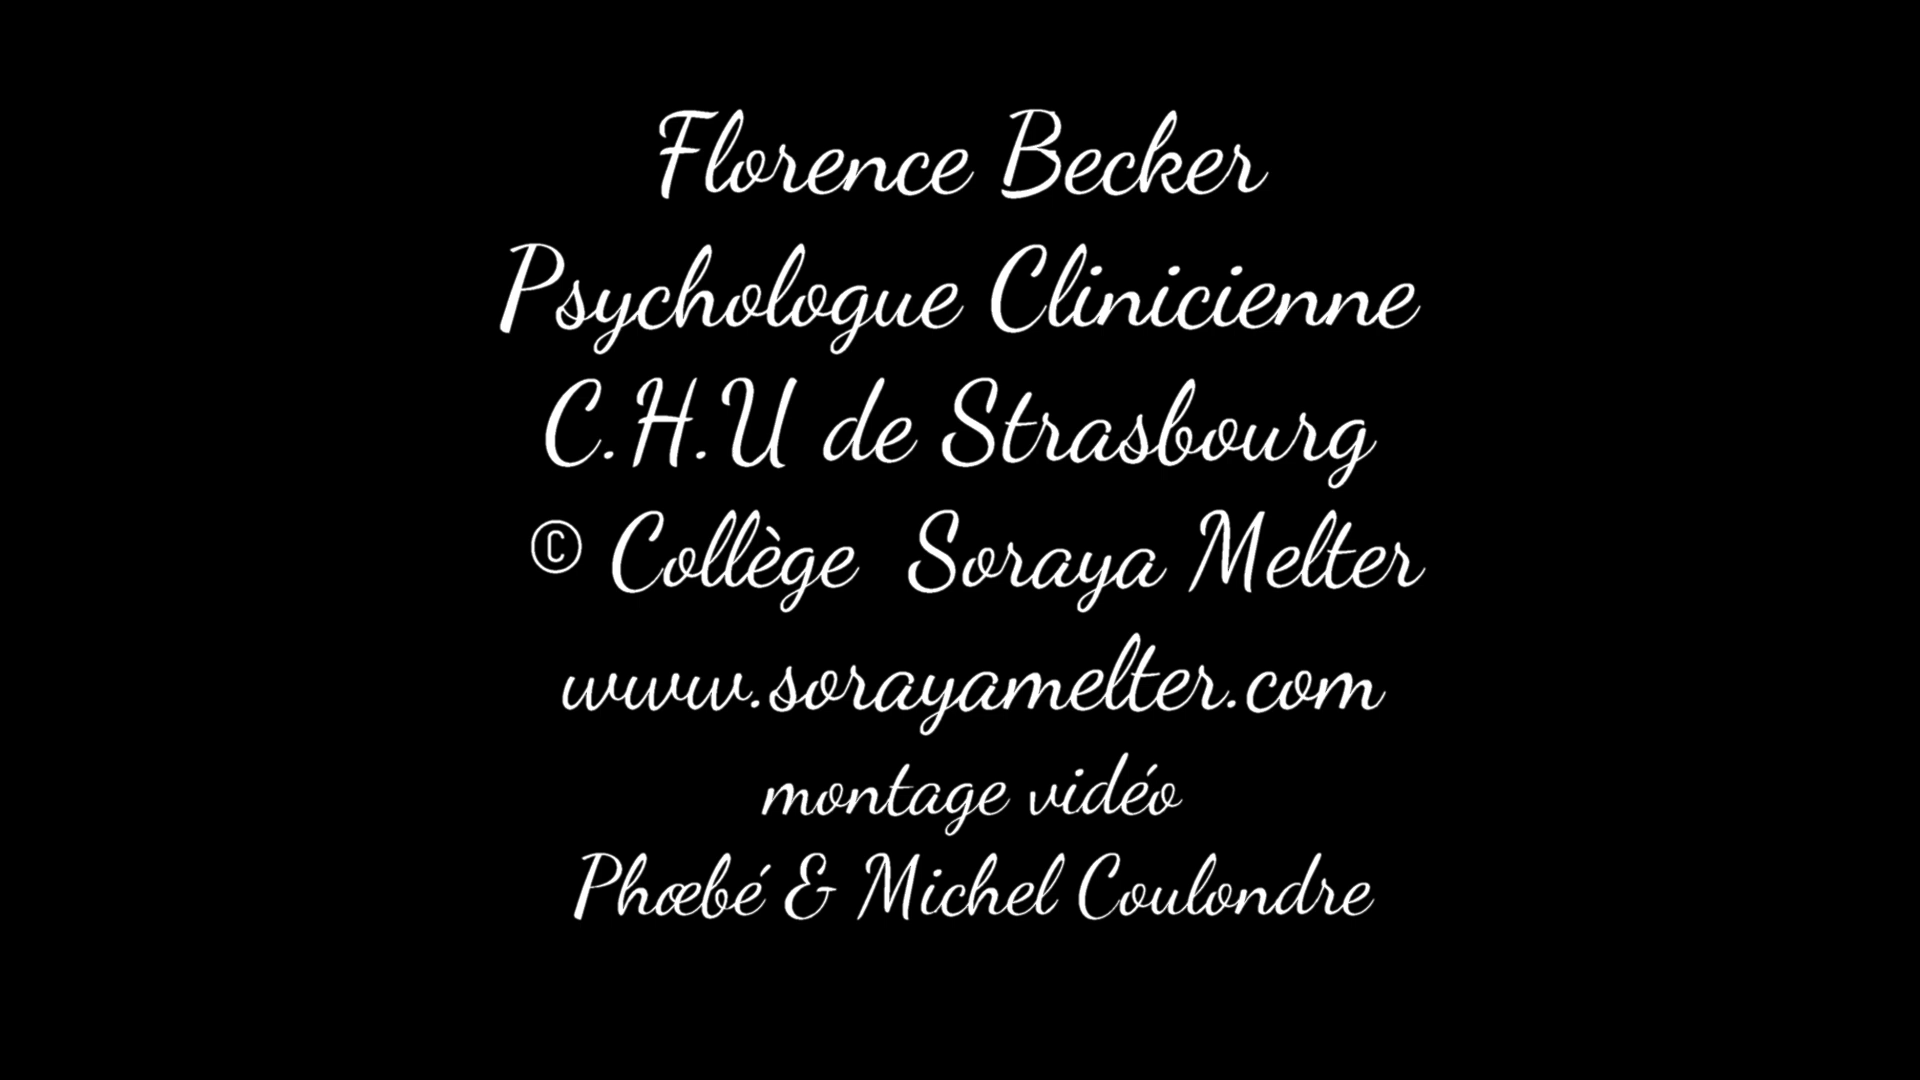 Florence Becker
Psychologue Clinicienne
C.H.U de Strasbourg
© Collège Soraya Melter
www.sorayamelter.com
montage vidéo
Phœbé & Michel Coulondre